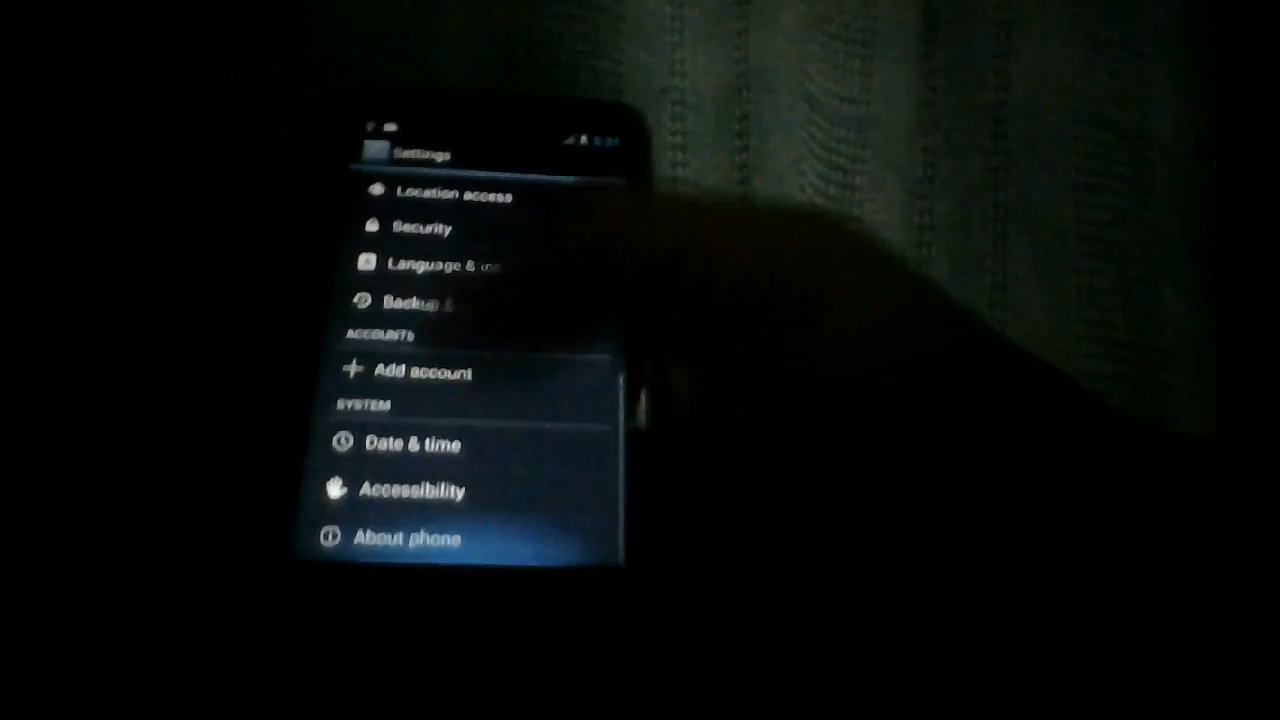 Settings
Location access
Security
Language &
Backup &
ACCOUNTS
Add account
SYSTEM
Date & time
Accessibility
About phone